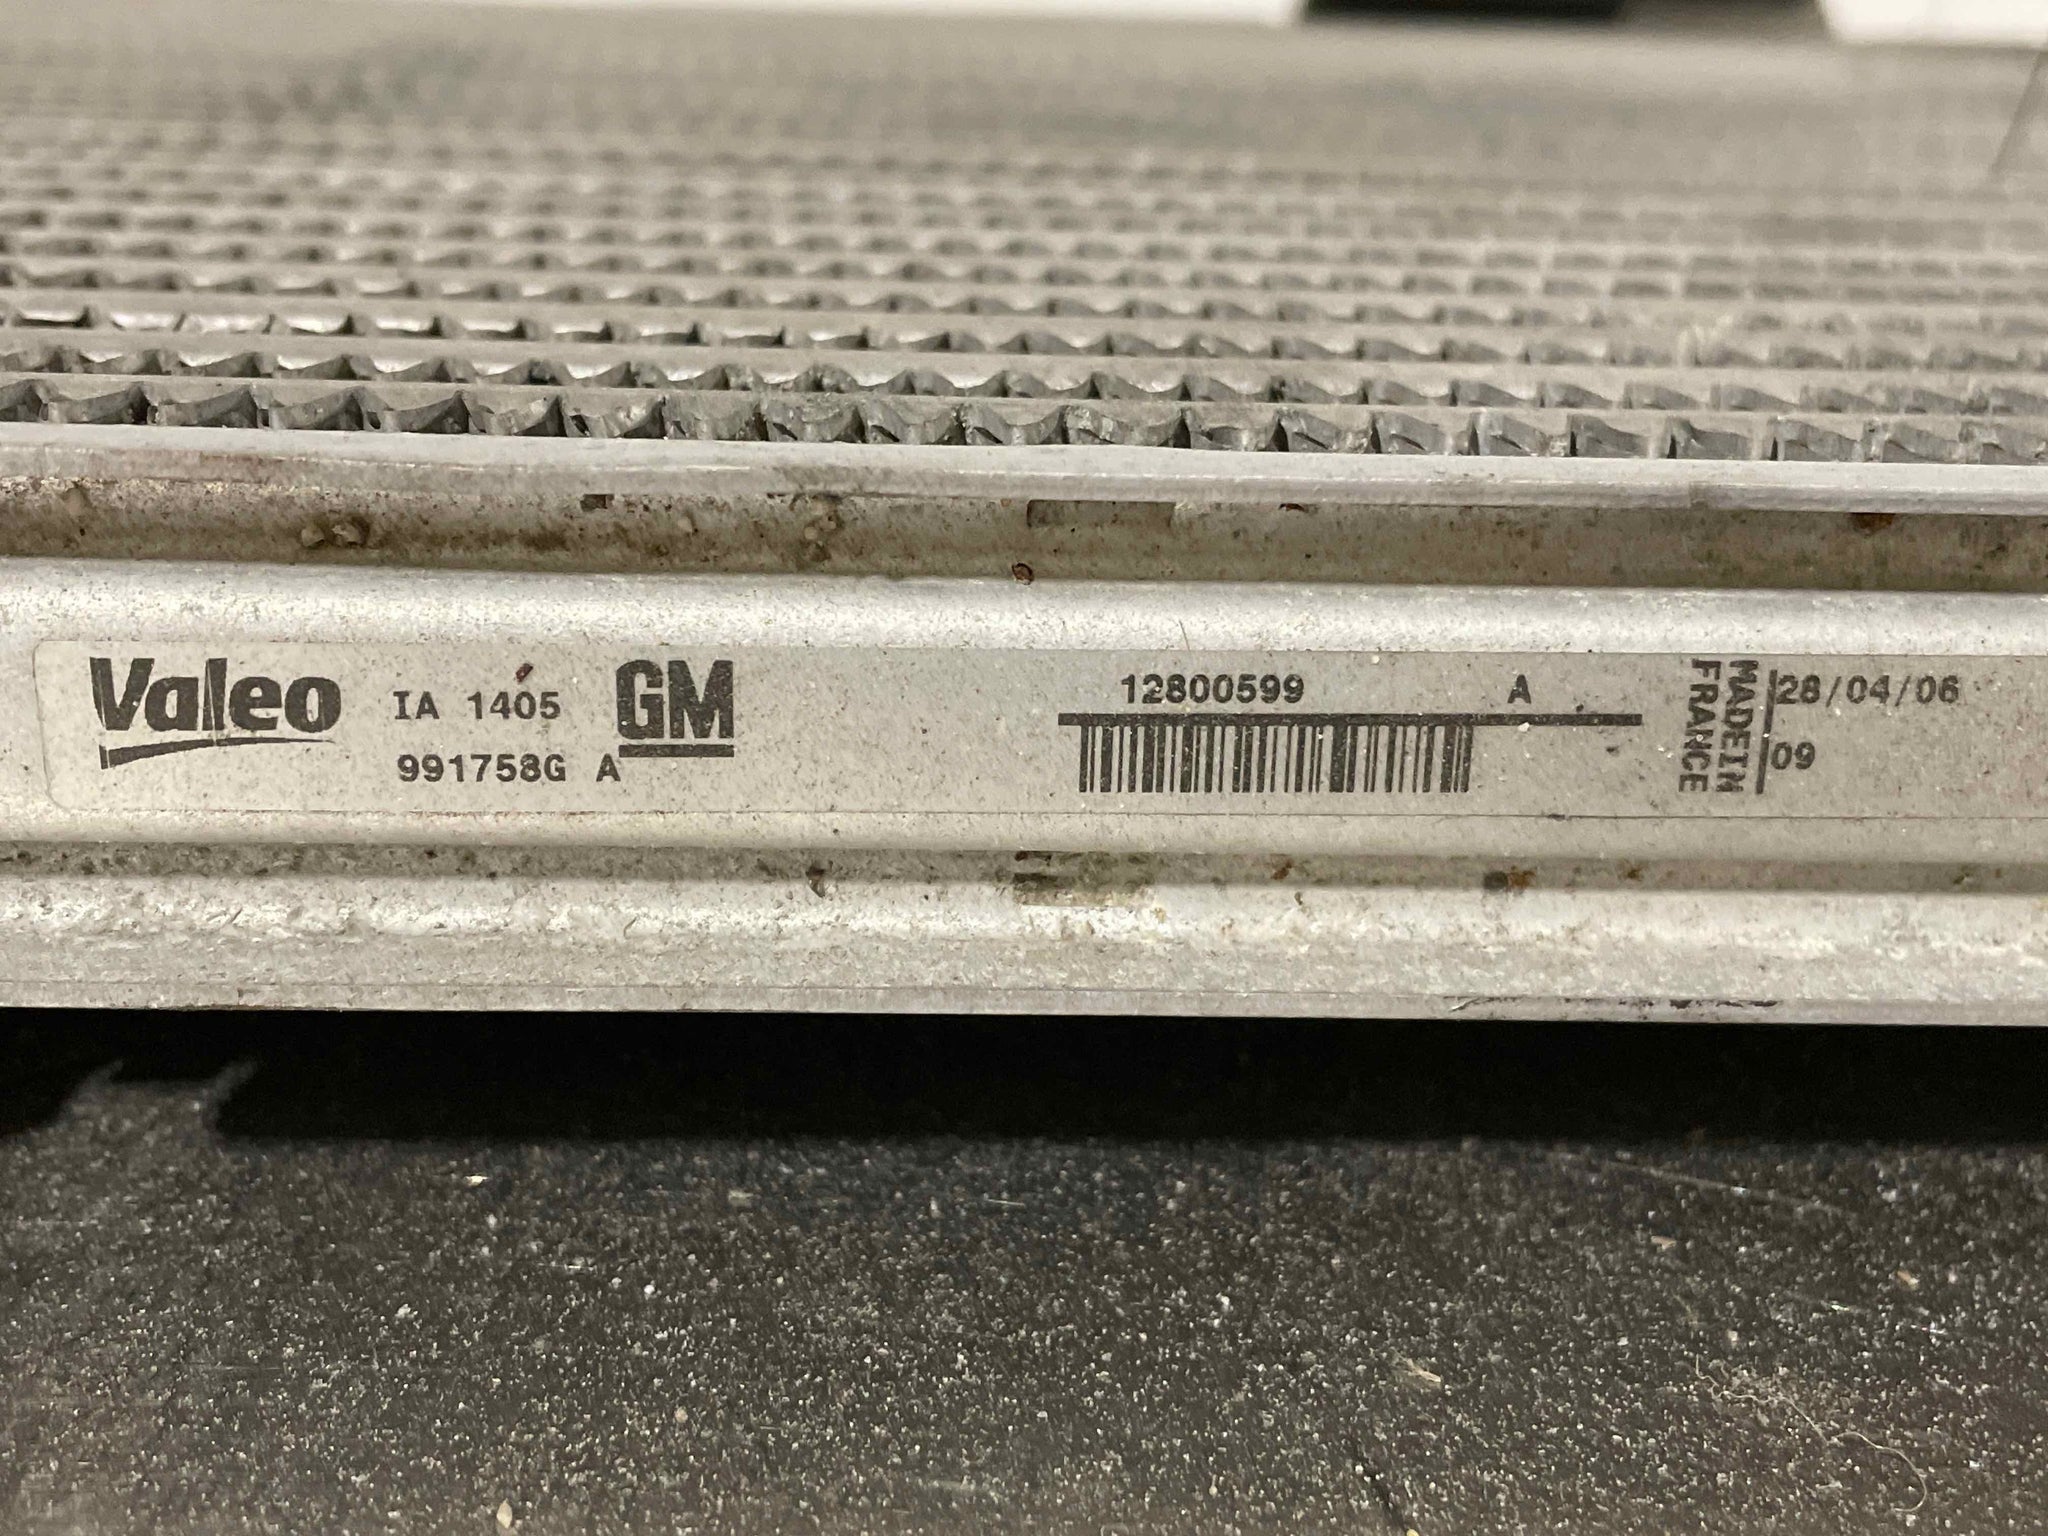 Valeo
IA 1405
991758G A
GM
12800599 A
MADE IN
FRANCE
28/04/06
09